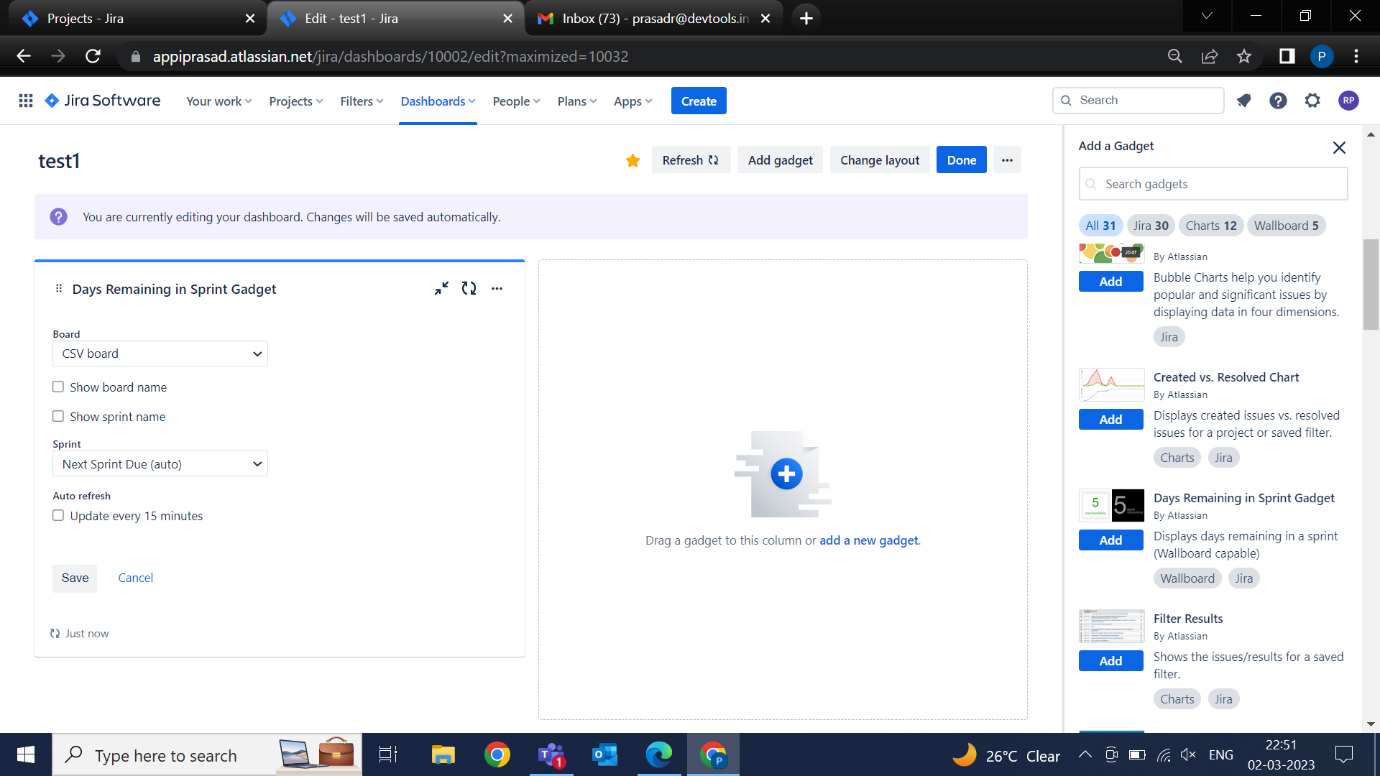 Projects - Jira
Edit - test1 - Jira
Inbox (73) - prasadr@devtools.in
appiprasad.atlassian.net/jira/dashboards/10002/edit?maximized=10032
P
Jira Software
Your work
Projects
Filters
Dashboards
People
Plans
Apps
Create
Search
RP
test1
Refresh
Add gadget
Change layout
Done
You are currently editing your dashboard. Changes will be saved automatically.
Days Remaining in Sprint Gadget
Board
CSV board
Show board name
Show sprint name
Sprint
Next Sprint Due (auto)
Auto refresh
Update every 15 minutes
Save
Cancel
Just now
Drag a gadget to this column or add a new gadget.
Add a Gadget
Search gadgets
All 31
Jira 30
Charts 12
Wallboard 5
By Atlassian
Add
Bubble Charts help you identify
popular and significant issues by
displaying data in four dimensions.
Jira
Created vs. Resolved Chart
By Atlassian
Add
Displays created issues vs. resolved
issues for a project or saved filter.
Charts
Jira
5
5
Days Remaining in Sprint Gadget
By Atlassian
Add
Displays days remaining in a sprint
(Wallboard capable)
Wallboard
Jira
Filter Results
By Atlassian
Add
Shows the issues/results for a saved
filter.
Charts
Jira
Type here to search
1
P
26°C Clear
ENG
22:51
02-03-2023